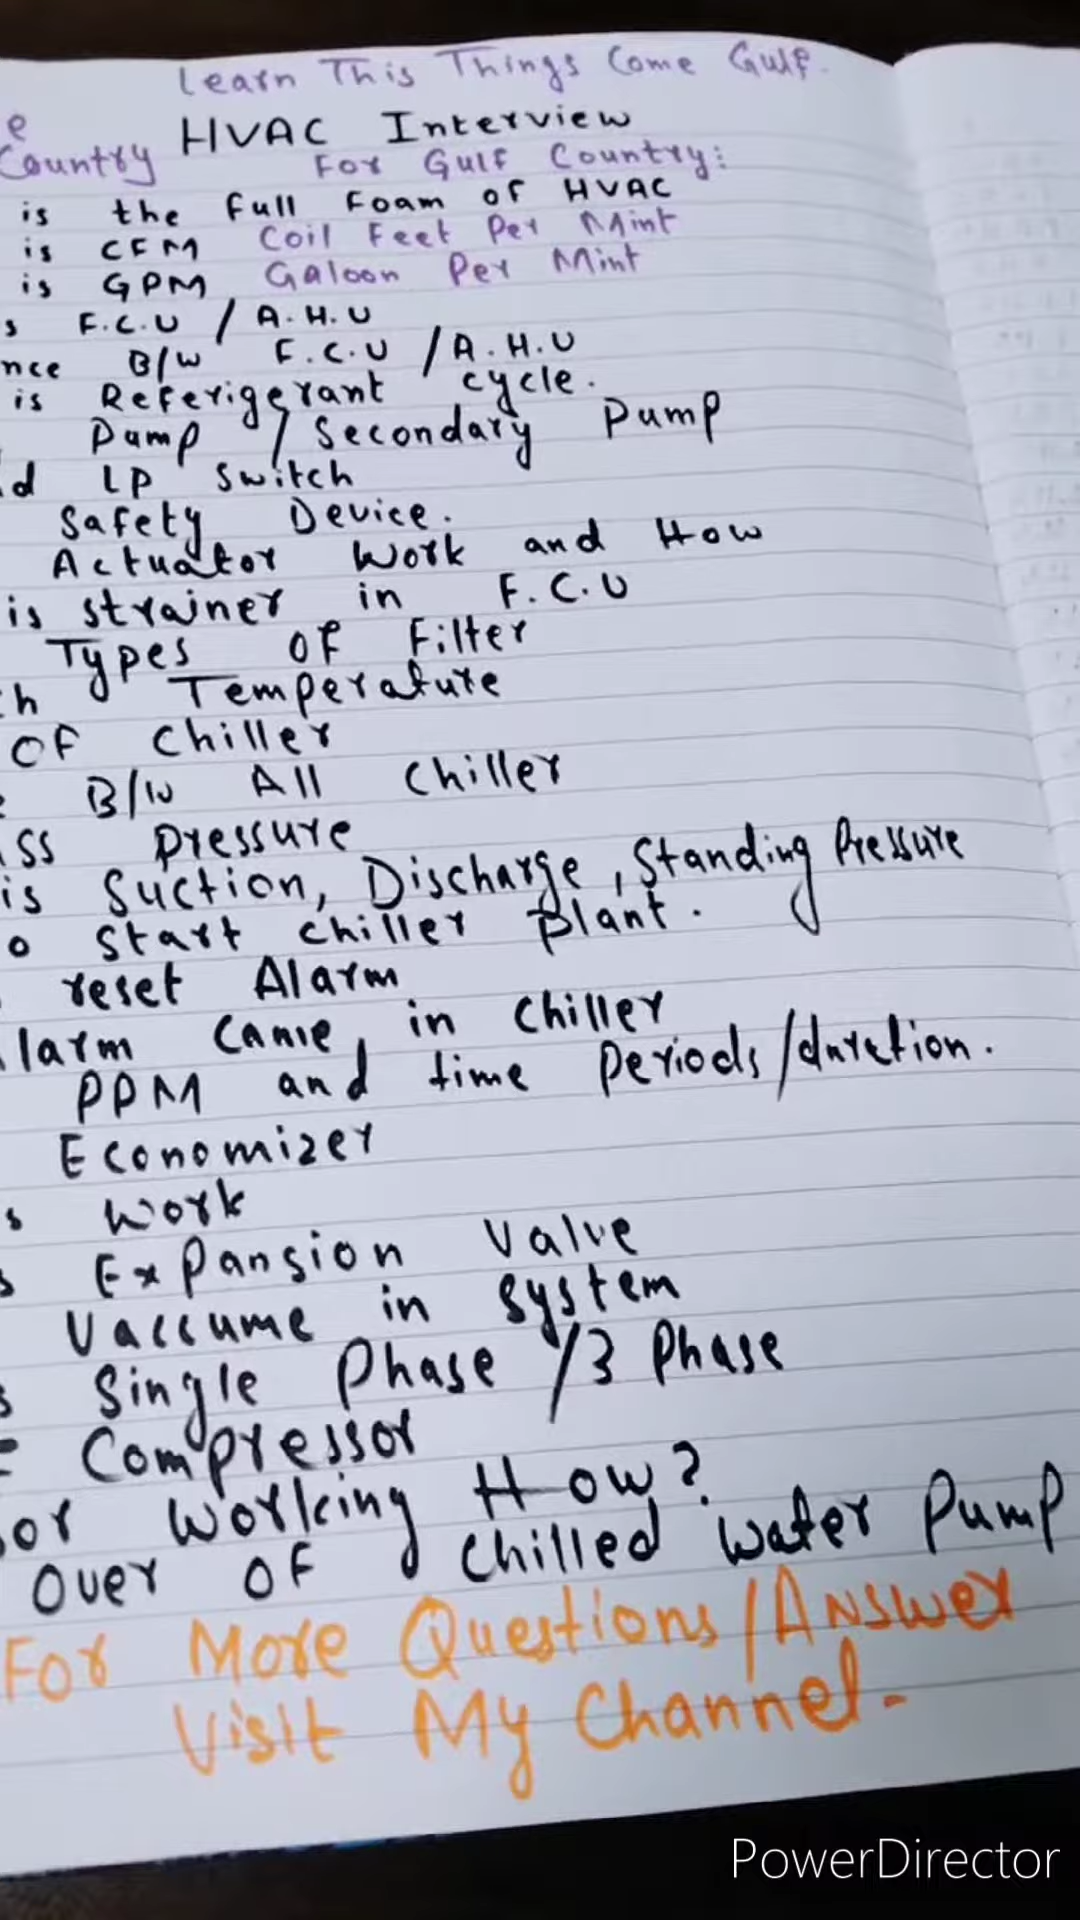 Learn This Things Come Gulf.
e HVAC Interview
Country For Gulf Country:
is the Full Foam of HVAC
is CFM Coil Feet Per Mint
is GPM Galoon Per Mint
s F.C.U / A.H.U
nce B/w F.C.U / A.H.U
is Referigerant cycle.
Pump / Secondary Pump
d LP Switch
Safety Device.
Actuator Work and How
is strainer in F.C.U
Types OF Filter
h Temperature
OF Chiller
B/w All Chiller
ss Pressure
is Suction, Discharge, Standing Pressure
o Start Chiller Plant.
reset Alarm
larm Came, in Chiller
PPM and time Periods/duretion.
Economizer
s Work
s Expansion Valve
Vaccume in System
s Single Phase /3 Phase
Compressor
or Working How?
Over OF Chilled Water Pump
For More Questions/Answer
Visit My Channel-
PowerDirector